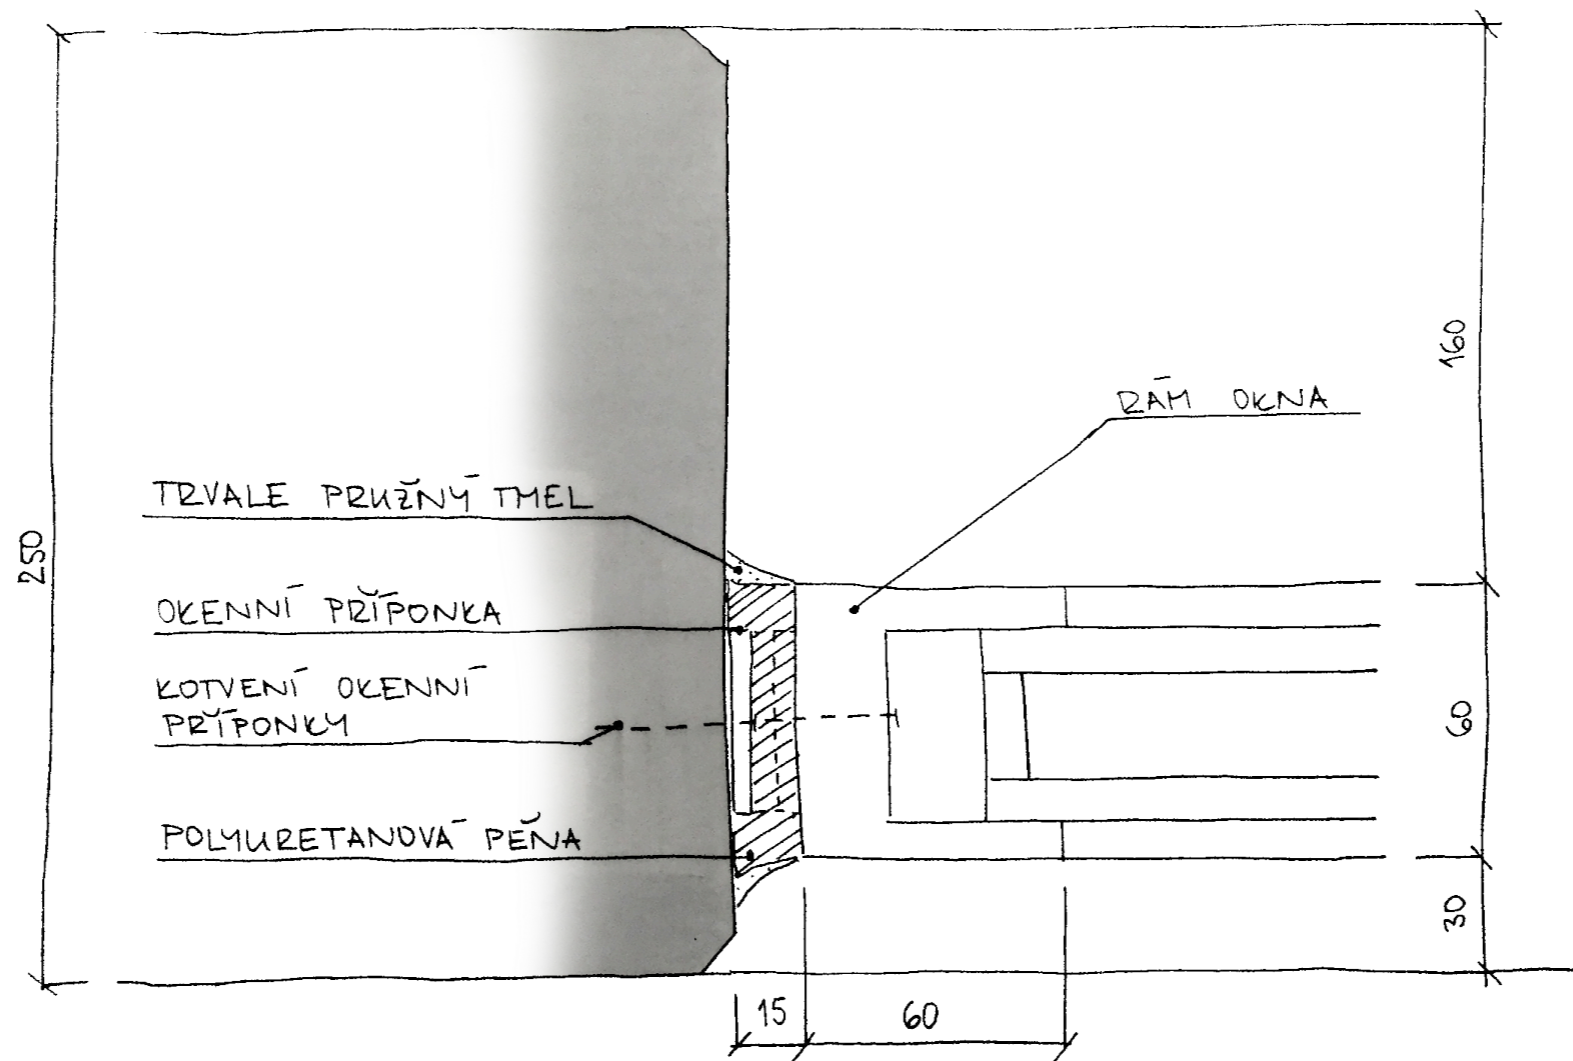 250
160
RÁM OKNA
TRVALE PRUŽNÝ TMEL
OKENNÍ PŘÍPONKA
KOTVENÍ OKENNÍ
PŘÍPONKY
60
POLYURETANOVÁ PĚNA
30
15
60